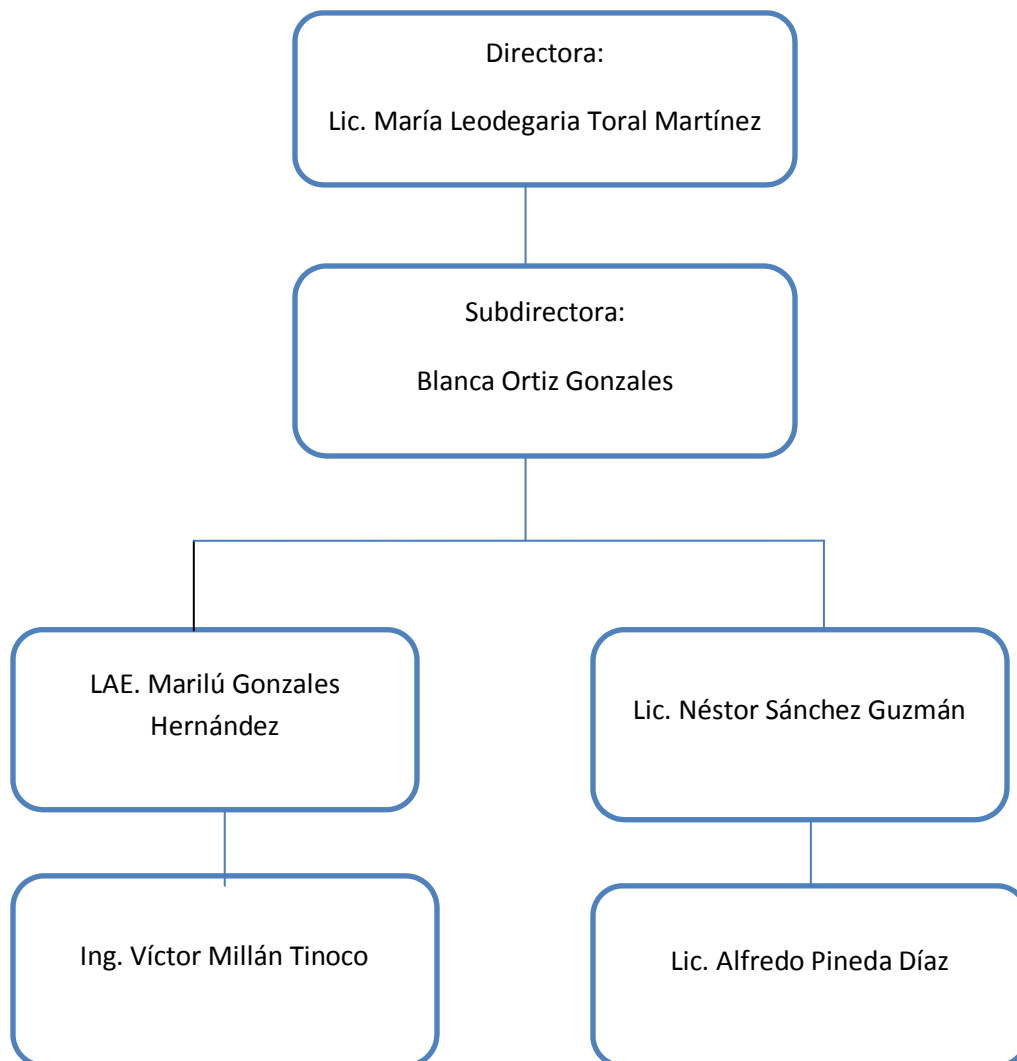 Directora:
Lic. María Leodegaria Toral Martínez
Subdirectora:
Blanca Ortiz Gonzales
LAE. Marilú Gonzales
Hernández
Lic. Néstor Sánchez Guzmán
Ing. Víctor Millán Tinoco
Lic. Alfredo Pineda Díaz